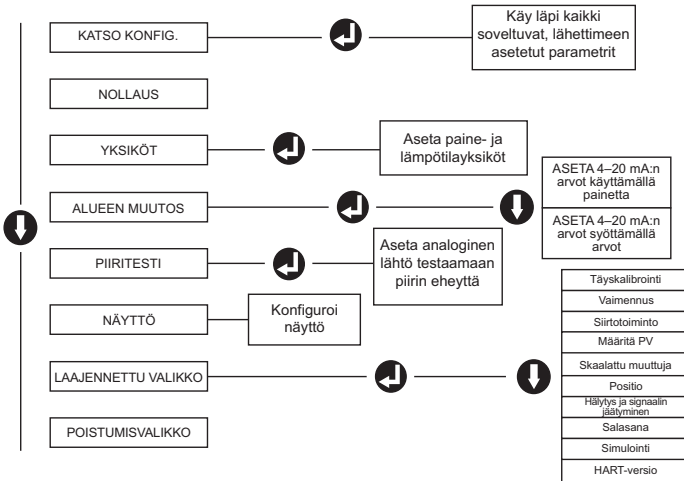 KATSO KONFIG.
Käy läpi kaikki
soveltuvat, lähettimeen
asetetut parametrit
NOLLAUS
YKSIKÖT
Aseta paine- ja
lämpötilayksiköt
ALUEEN MUUTOS
ASETA 4–20 mA:n
arvot käyttämällä
painetta
ASETA 4–20 mA:n
arvot syöttämällä
arvot
PIIRITESTI
Aseta analoginen
lähtö testaamaan
piirin eheyttä
NÄYTTÖ
Konfiguroi
näyttö
LAAJENNETTU VALIKKO
Täyskalibrointi
Vaimennus
Siirtotoiminto
Määritä PV
Skaalattu muuttuja
Positio
Hälytys ja signaalin
jäätyminen
Salasana
Simulointi
HART-versio
POISTUMISVALIKKO